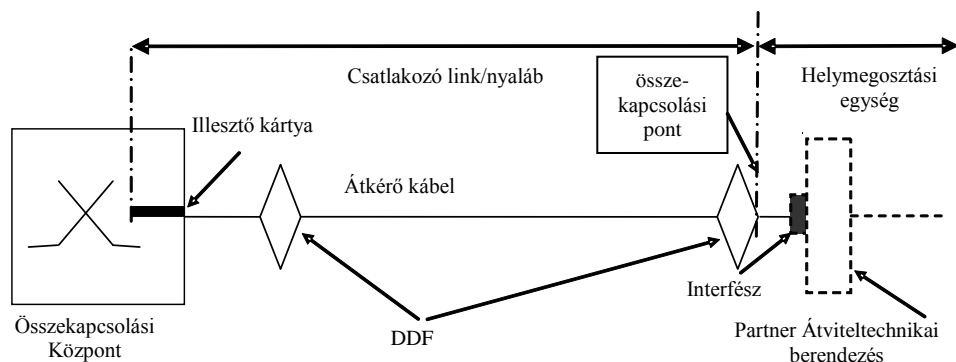 Csatlakozó link/nyaláb
Helymegosztási
egység
össze-
kapcsolási
pont
Illesztő kártya
Átkérő kábel
Interfész
Összekapcsolási
Központ
DDF
Partner Átviteltechnikai
berendezés